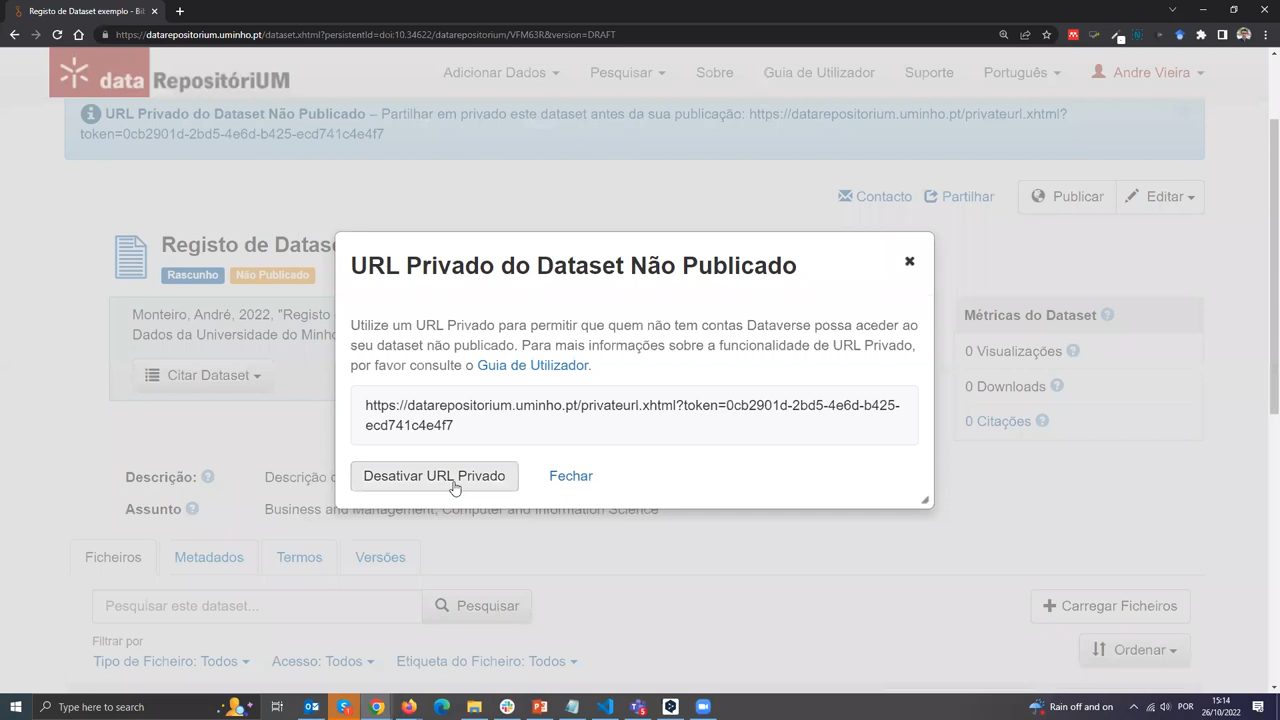 Registo de Dataset exemplo - Bi
https://datarepositorium.uminho.pt/dataset.xhtml?persistentId=doi:10.34622/datarepositorium/VFM63R&version=DRAFT
data RepositóriUM
Adicionar Dados
Pesquisar
Sobre
Guia de Utilizador
Suporte
Português
Andre Vieira
URL Privado do Dataset Não Publicado – Partilhar em privado este dataset antes da sua publicação: https://datarepositorium.uminho.pt/privateurl.xhtml?
token=0cb2901d-2bd5-4e6d-b425-ecd741c4e4f7
Contacto
Partilhar
Publicar
Editar
Registo de Datas
Rascunho
Não Publicado
URL Privado do Dataset Não Publicado
Utilize um URL Privado para permitir que quem não tem contas Dataverse possa aceder ao
seu dataset não publicado. Para mais informações sobre a funcionalidade de URL Privado,
por favor consulte o Guia de Utilizador.
https://datarepositorium.uminho.pt/privateurl.xhtml?token=0cb2901d-2bd5-4e6d-b425-
ecd741c4e4f7
Desativar URL Privado
Fechar
Monteiro, André, 2022, "Registo
Dados da Universidade do Minho
Citar Dataset
Métricas do Dataset
0 Visualizações
0 Downloads
0 Citações
Descrição:
Descrição d
Assunto
Business and Management, Computer and Information Science
Ficheiros
Metadados
Termos
Versões
Pesquisar este dataset...
Pesquisar
Carregar Ficheiros
Filtrar por
Tipo de Ficheiro: Todos
Acesso: Todos
Etiqueta do Ficheiro: Todos
Ordenar
Type here to search
Rain off and on
POR
15:14
26/10/2022